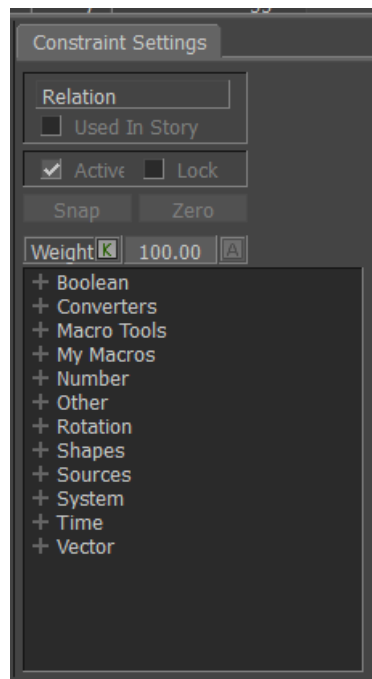 Constraint Settings
Relation
Used In Story
Active Lock
Snap Zero
Weight K 100.00 A
Boolean
Converters
Macro Tools
My Macros
Number
Other
Rotation
Shapes
Sources
System
Time
Vector